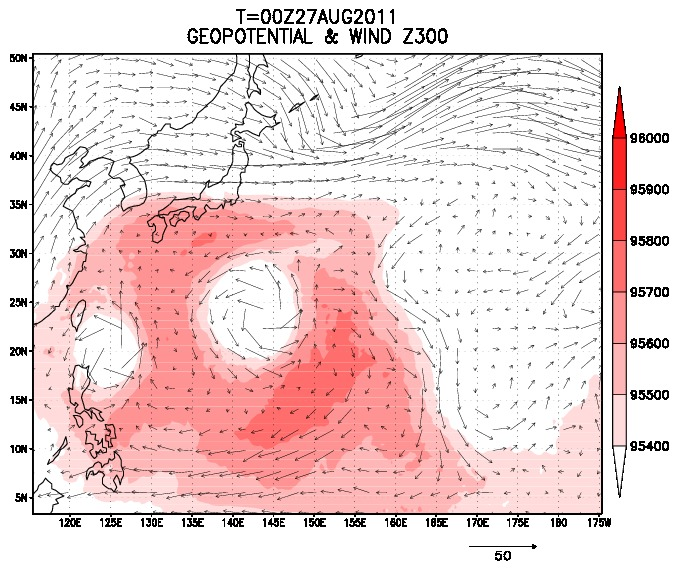 T=00Z27AUG2011
GEOPOTENTIAL & WIND Z300
50N
45N
40N
35N
30N
25N
20N
15N
10N
5N
120E 125E 130E 135E 140E 145E 150E 155E 160E 165E 170E 175E 180 175W
96000
95900
95800
95700
95600
95500
95400
50